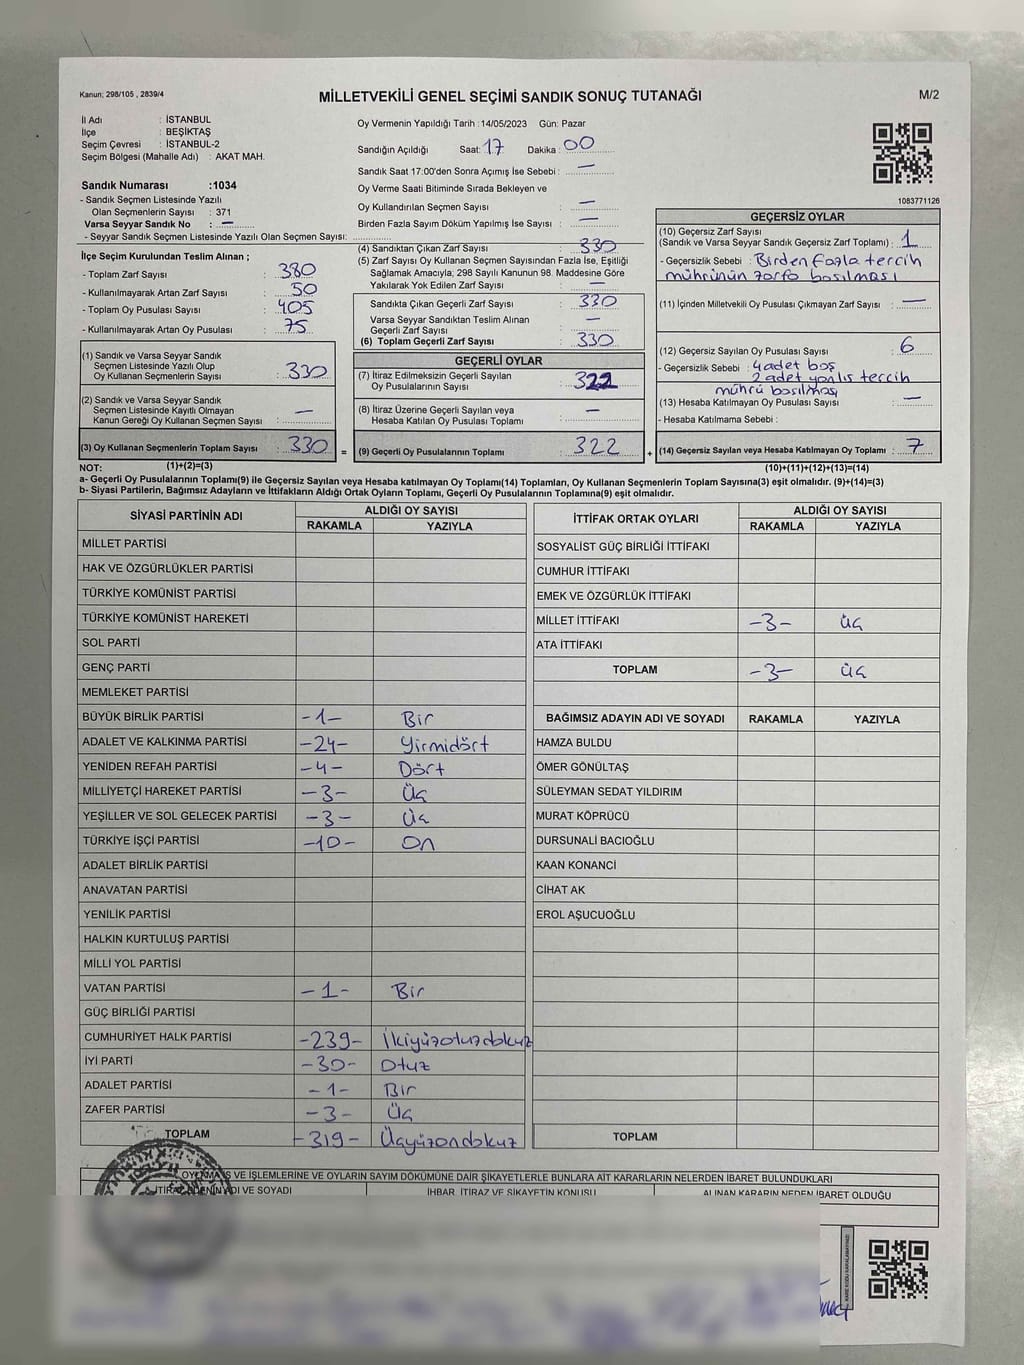 Kanun; 298/105 , 2839/4
MİLLETVEKİLİ GENEL SEÇİMİ SANDIK SONUÇ TUTANAĞI
M/2
İl Adı : İSTANBUL
İlçe : BEŞİKTAŞ
Seçim Çevresi : İSTANBUL-2
Seçim Bölgesi (Mahalle Adı) : AKAT MAH.
Sandık Numarası :1034
- Sandık Seçmen Listesinde Yazılı
Olan Seçmenlerin Sayısı : 371
Varsa Seyyar Sandık No : —
- Seyyar Sandık Seçmen Listesinde Yazılı Olan Seçmen Sayısı:
Oy Vermenin Yapıldığı Tarih :14/05/2023 Gün: Pazar
Sandığın Açıldığı Saat: 17 Dakika: 00
Sandık Saat 17:00'den Sonra Açımış İse Sebebi : —
Oy Verme Saati Bitiminde Sırada Bekleyen ve
Oy Kullandırılan Seçmen Sayısı : —
Birden Fazla Sayım Döküm Yapılmış İse Sayısı : —
1083771126
İlçe Seçim Kurulundan Teslim Alınan ;
- Toplam Zarf Sayısı : 380
- Kullanılmayarak Artan Zarf Sayısı : 50
- Toplam Oy Pusulası Sayısı : 405
- Kullanılmayarak Artan Oy Pusulası : 75
(1) Sandık ve Varsa Seyyar Sandık
Seçmen Listesinde Yazılı Olup
Oy Kullanan Seçmenlerin Sayısı : 330
(2) Sandık ve Varsa Seyyar Sandık
Seçmen Listesinde Kayıtlı Olmayan
Kanun Gereği Oy Kullanan Seçmen Sayısı : —
(3) Oy Kullanan Seçmenlerin Toplam Sayısı : 330
(4) Sandıktan Çıkan Zarf Sayısı : 330
(5) Zarf Sayısı Oy Kullanan Seçmen Sayısından Fazla İse, Eşitliği
Sağlamak Amacıyla, 298 Sayılı Kanunun 98. Maddesine Göre
Yakılarak Yok Edilen Zarf Sayısı : —
Sandıkta Çıkan Geçerli Zarf Sayısı : 330
Varsa Seyyar Sandıktan Teslim Alınan
Geçerli Zarf Sayısı : —
(6) Toplam Geçerli Zarf Sayısı : 330
GEÇERLİ OYLAR
(7) İtiraz Edilmeksizin Geçerli Sayılan
Oy Pusulalarının Sayısı : 322
(8) İtiraz Üzerine Geçerli Sayılan veya
Hesaba Katılan Oy Pusulası Toplamı : —
= (9) Geçerli Oy Pusulalarının Toplamı : 322
GEÇERSİZ OYLAR
(10) Geçersiz Zarf Sayısı
(Sandık ve Varsa Seyyar Sandık Geçersiz Zarf Toplamı) : 1
- Geçersizlik Sebebi : Birden fazla tercih
mührünün zarfa basılması
(11) İçinden Milletvekili Oy Pusulası Çıkmayan Zarf Sayısı : —
(12) Geçersiz Sayılan Oy Pusulası Sayısı : 6
- Geçersizlik Sebebi : 4 adet boş
2 adet yanlış tercih
mührü basılması
(13) Hesaba Katılmayan Oy Pusulası Sayısı : —
- Hesaba Katılmama Sebebi :
+ (14) Geçersiz Sayılan veya Hesaba Katılmayan Oy Toplamı : 7
NOT: (1)+(2)=(3)
(10)+(11)+(12)+(13)=(14)
a- Geçerli Oy Pusulalarının Toplamı(9) ile Geçersiz Sayılan veya Hesaba katılmayan Oy Toplamı(14) Toplamları, Oy Kullanan Seçmenlerin Toplam Sayısına(3) eşit olmalıdır. (9)+(14)=(3)
b- Siyasi Partilerin, Bağımsız Adayların ve İttifakların Aldığı Ortak Oyların Toplamı, Geçerli Oy Pusulalarının Toplamına(9) eşit olmalıdır.
SİYASİ PARTİNİN ADI ALDIĞI OY SAYISI
RAKAMLA YAZIYLA
MİLLET PARTİSİ
HAK VE ÖZGÜRLÜKLER PARTİSİ
TÜRKİYE KOMÜNİST PARTİSİ
TÜRKİYE KOMÜNİST HAREKETİ
SOL PARTİ
GENÇ PARTİ
MEMLEKET PARTİSİ
BÜYÜK BİRLİK PARTİSİ -1- Bir
ADALET VE KALKINMA PARTİSİ -24- Yirmidört
YENİDEN REFAH PARTİSİ -4- Dört
MİLLİYETÇİ HAREKET PARTİSİ -3- Üç
YEŞİLLER VE SOL GELECEK PARTİSİ -3- Üç
TÜRKİYE İŞÇİ PARTİSİ -10- On
ADALET BİRLİK PARTİSİ
ANAVATAN PARTİSİ
YENİLİK PARTİSİ
HALKIN KURTULUŞ PARTİSİ
MİLLİ YOL PARTİSİ
VATAN PARTİSİ -1- Bir
GÜÇ BİRLİĞİ PARTİSİ
CUMHURİYET HALK PARTİSİ -239- İkiyüzotuzdokuz
İYİ PARTİ -30- Otuz
ADALET PARTİSİ -1- Bir
ZAFER PARTİSİ -3- Üç
TOPLAM -319- Üçyüzondokuz
İTTİFAK ORTAK OYLARI ALDIĞI OY SAYISI
RAKAMLA YAZIYLA
SOSYALİST GÜÇ BİRLİĞİ İTTİFAKI
CUMHUR İTTİFAKI
EMEK VE ÖZGÜRLÜK İTTİFAKI
MİLLET İTTİFAKI -3- üç
ATA İTTİFAKI
TOPLAM -3- üç
BAĞIMSIZ ADAYIN ADI VE SOYADI RAKAMLA YAZIYLA
HAMZA BULDU
ÖMER GÖNÜLTAŞ
SÜLEYMAN SEDAT YILDIRIM
MURAT KÖPRÜCÜ
DURSUNALİ BACIOĞLU
KAAN KONANCİ
CİHAT AK
EROL AŞUCUOĞLU
TOPLAM
VE İŞLEMLERİNE VE OYLARIN SAYIM DÖKÜMÜNE DAİR ŞİKAYETLERLE BUNLARA AİT KARARLARIN NELERDEN İBARET BULUNDUKLARI
ADI VE SOYADI İHBAR, İTİRAZ VE ŞİKAYETİN KONUSU ALINAN KARARIN NEDEN İBARET OLDUĞU